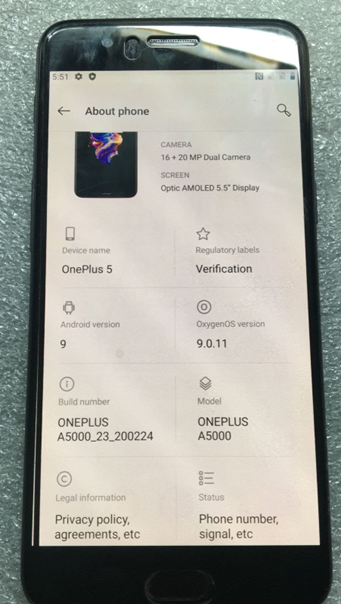 5:51
About phone
CAMERA
16 + 20 MP Dual Camera
SCREEN
Optic AMOLED 5.5" Display
Device name
OnePlus 5
Regulatory labels
Verification
Android version
9
OxygenOS version
9.0.11
Build number
ONEPLUS
A5000_23_200224
Model
ONEPLUS
A5000
Legal information
Privacy policy,
agreements, etc
Status
Phone number,
signal, etc